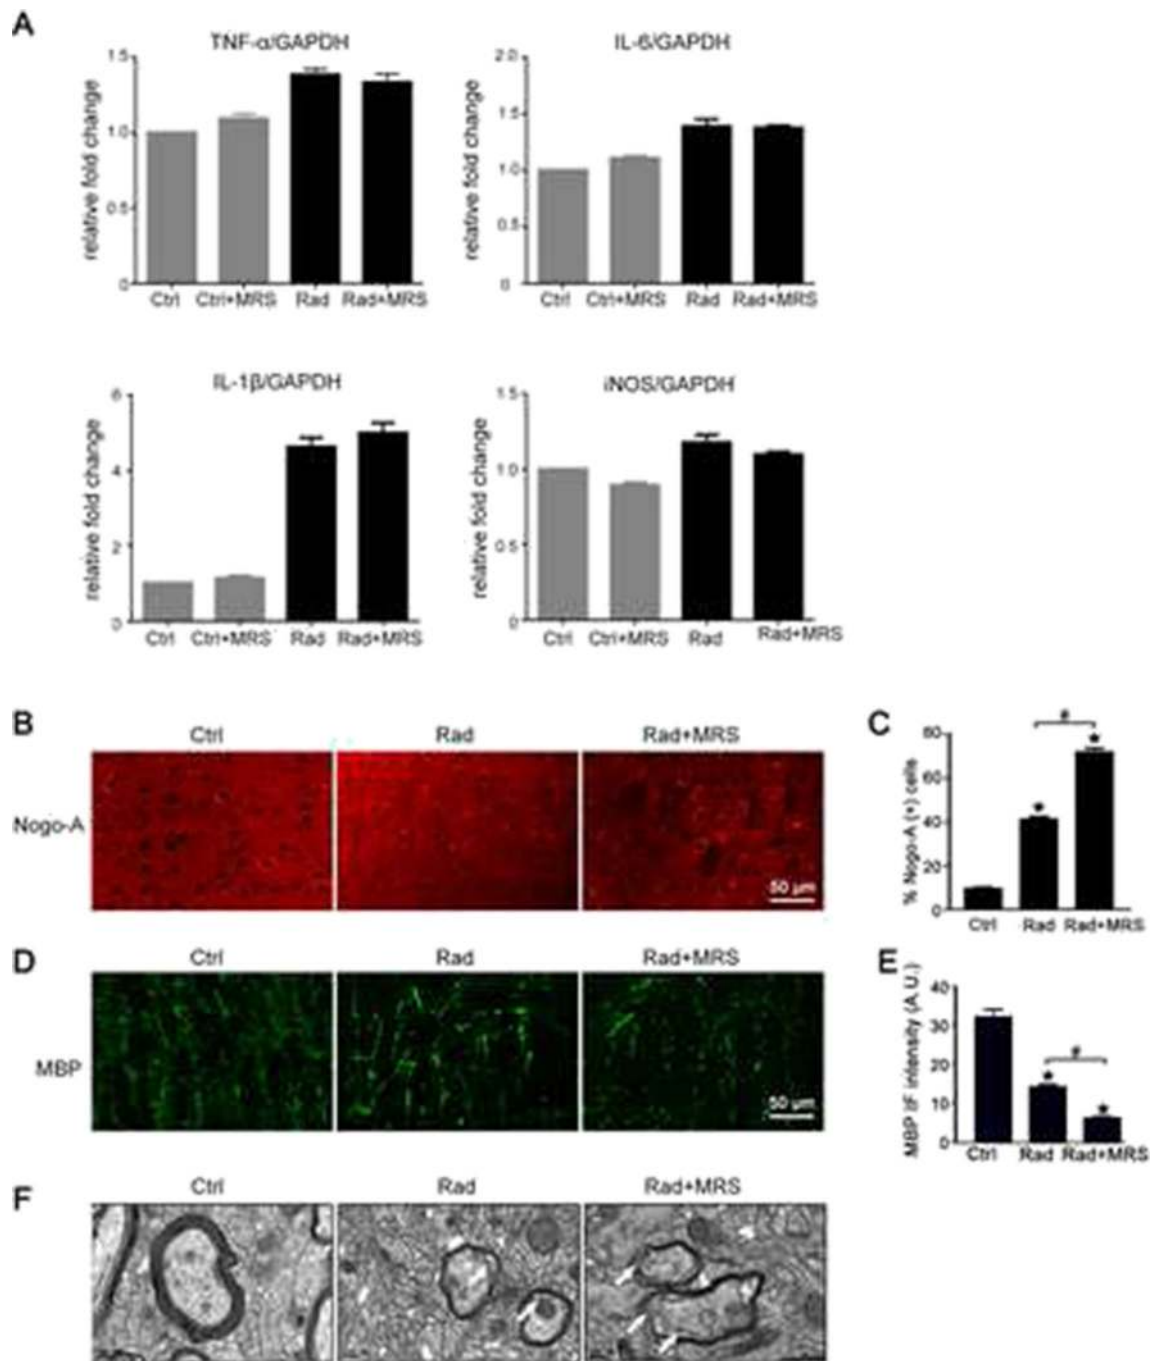 A
TNF-α/GAPDH
relative fold change
1.5
1.0
0.5
0
Ctrl Ctrl+MRS Rad Rad+MRS
IL-6/GAPDH
relative fold change
2.0
1.5
1.0
0.5
0
Ctrl Ctrl+MRS Rad Rad+MRS
IL-1β/GAPDH
relative fold change
6
4
2
0
Ctrl Ctrl+MRS Rad Rad+MRS
iNOS/GAPDH
relative fold change
1.5
1.0
0.5
0
Ctrl Ctrl+MRS Rad Rad+MRS
B
Ctrl Rad Rad+MRS
Nogo-A
50 µm
C
% Nogo-A (+) cells
80
60
40
20
0
#
* *
Ctrl Rad Rad+MRS
D
Ctrl Rad Rad+MRS
MBP
50 µm
E
MBP IF intensity (A.U.)
40
30
20
10
0
#
* *
Ctrl Rad Rad+MRS
F
Ctrl Rad Rad+MRS